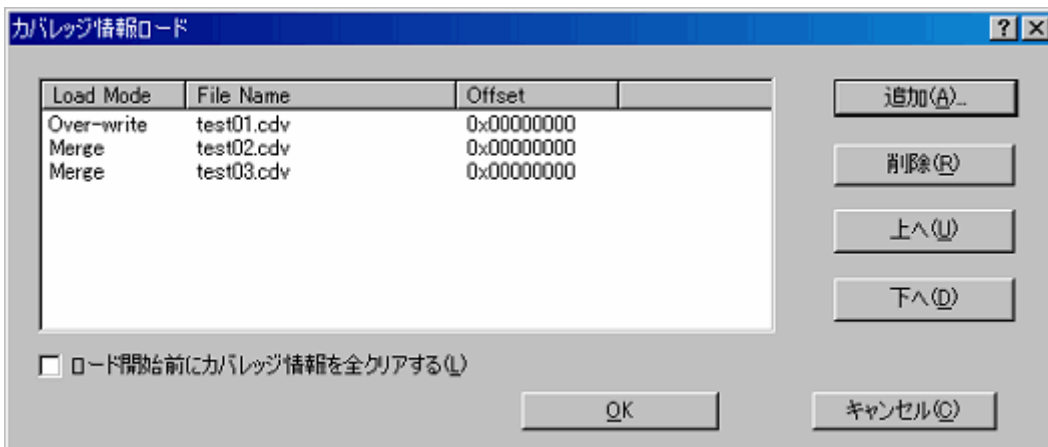 カバレッジ情報ロード
Load Mode File Name Offset
Over-write test01.cdv 0x00000000
Merge test02.cdv 0x00000000
Merge test03.cdv 0x00000000
追加(A)...
削除(R)
上へ(U)
下へ(D)
ロード開始前にカバレッジ情報を全クリアする(L)
OK キャンセル(C)